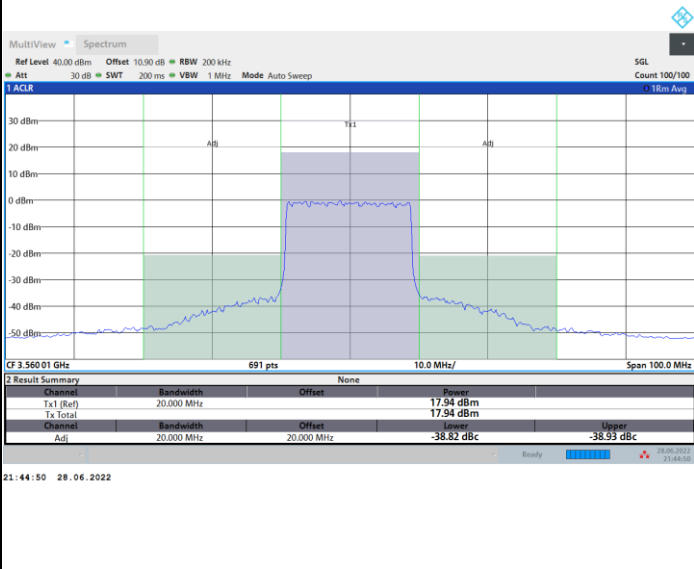 MultiView Spectrum
Ref Level 40.00 dBm Offset 10.90 dB RBW 200 kHz SGL
Att 30 dB SWT 200 ms VBW 1 MHz Mode Auto Sweep Count 100/100
1 ACLR 1Rm Avg
30 dBm
Tx1
20 dBm Adj Adj
10 dBm
0 dBm
-10 dBm
-20 dBm
-30 dBm
-40 dBm
-50 dBm
CF 3.56001 GHz 691 pts 10.0 MHz/ Span 100.0 MHz
2 Result Summary None
Channel Bandwidth Offset Power
Tx1 (Ref) 20.000 MHz 17.94 dBm
Tx Total 17.94 dBm
Channel Bandwidth Offset Lower Upper
Adj 20.000 MHz 20.000 MHz -38.82 dBc -38.93 dBc
Ready 28.06.2022
21:44:50
21:44:50 28.06.2022